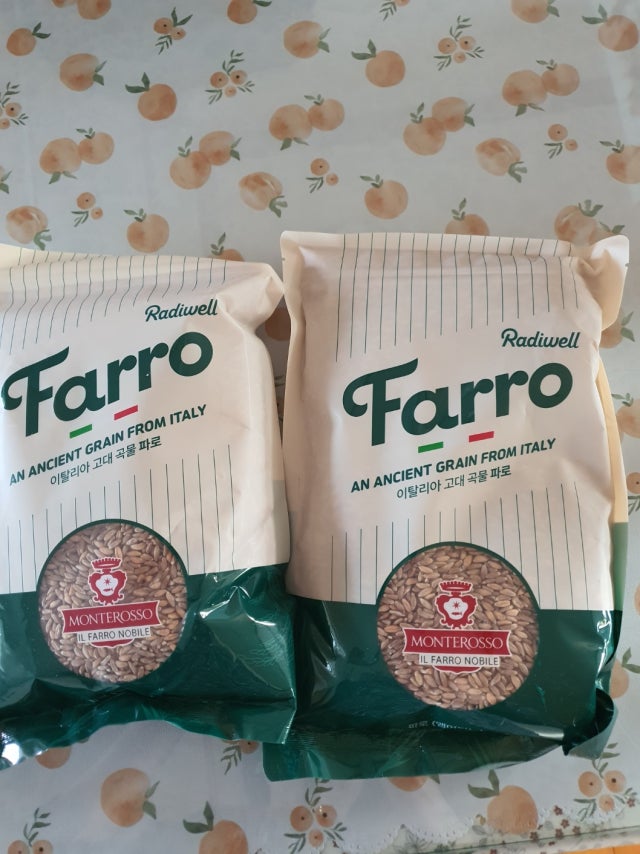 Radiwell
Farro
AN ANCIENT GRAIN FROM ITALY
이탈리아 고대 곡물 파로
MONTEROSSO
IL FARRO NOBILE
Radiwell
Farro
AN ANCIENT GRAIN FROM ITALY
이탈리아 고대 곡물 파로
MONTEROSSO
IL FARRO NOBILE